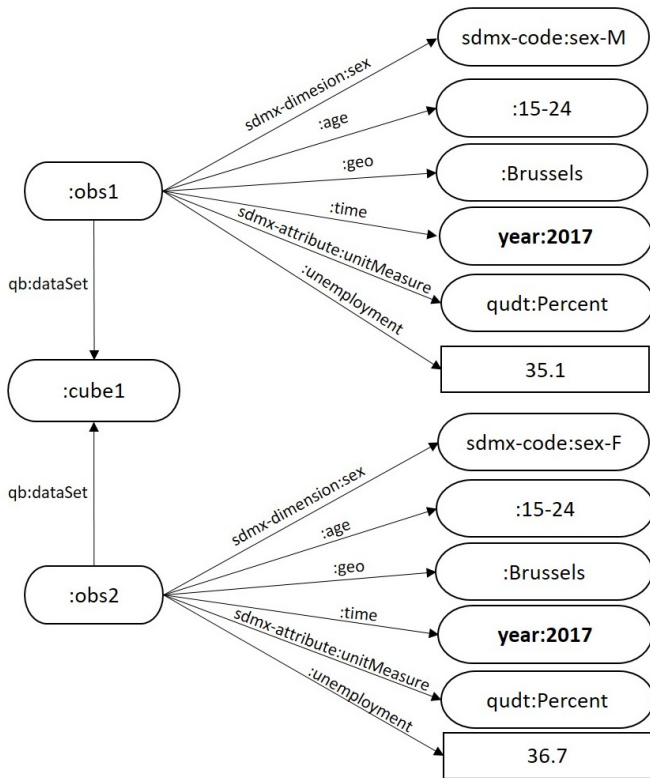 sdmx-code:sex-M
sdmx-dimesion:sex
:15-24
:age
:Brussels
:geo
:obs1
:time
year:2017
sdmx-attribute:unitMeasure
qudt:Percent
:unemployment
qb:dataSet
35.1
:cube1
sdmx-code:sex-F
sdmx-dimension:sex
qb:dataSet
:15-24
:age
:Brussels
:geo
:obs2
:time
year:2017
sdmx-attribute:unitMeasure
qudt:Percent
:unemployment
36.7